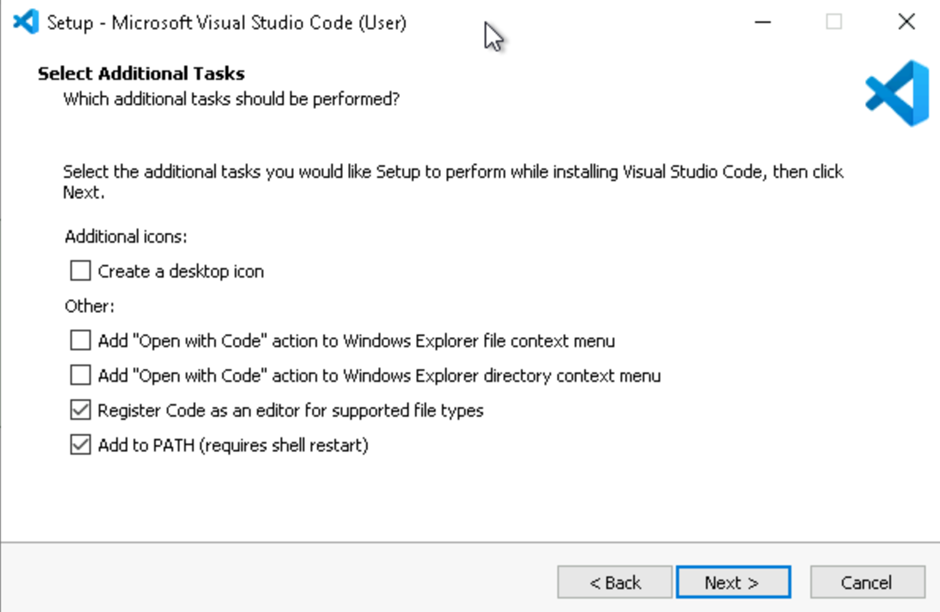 Setup - Microsoft Visual Studio Code (User)
Select Additional Tasks
Which additional tasks should be performed?
Select the additional tasks you would like Setup to perform while installing Visual Studio Code, then click
Next.
Additional icons:
Create a desktop icon
Other:
Add "Open with Code" action to Windows Explorer file context menu
Add "Open with Code" action to Windows Explorer directory context menu
Register Code as an editor for supported file types
Add to PATH (requires shell restart)
< Back Next > Cancel